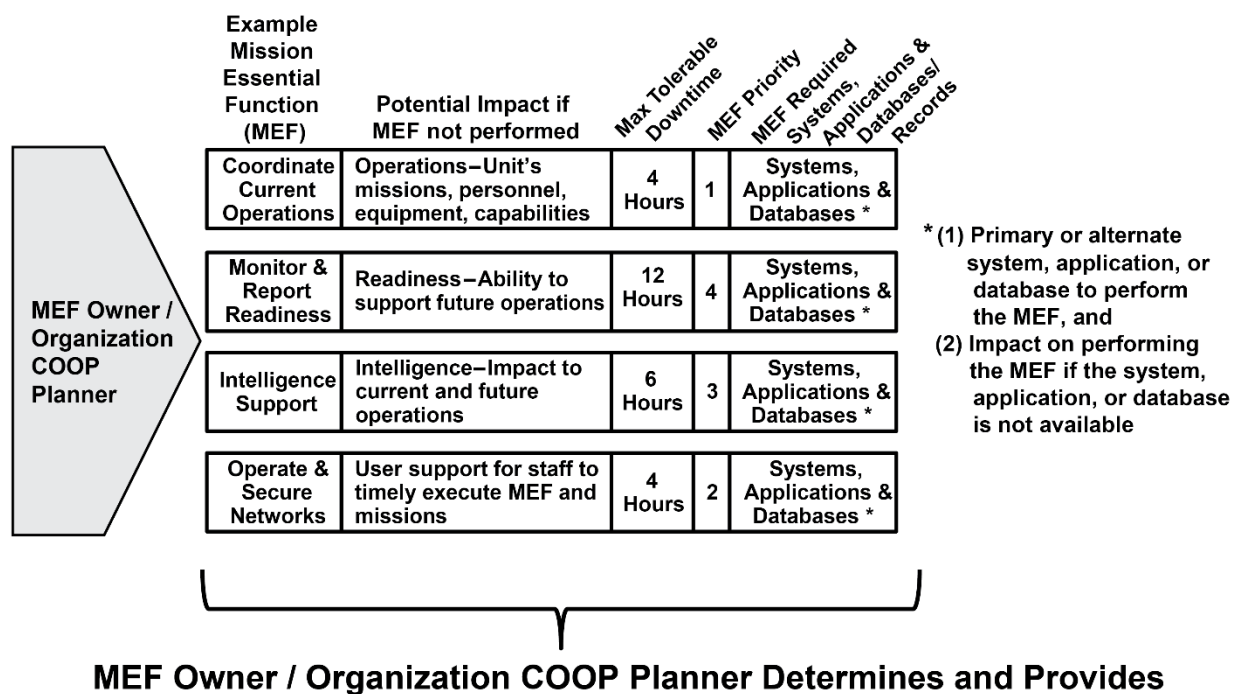 Example
Mission
Essential
Function
(MEF)
Potential Impact if
MEF not performed
Max Tolerable
Downtime
MEF Priority
MEF Required
Systems,
Applications &
Databases/
Records
MEF Owner /
Organization
COOP
Planner
Coordinate
Current
Operations
Operations–Unit's
missions, personnel,
equipment, capabilities
4
Hours
1
Systems,
Applications &
Databases *
Monitor &
Report
Readiness
Readiness–Ability to
support future operations
12
Hours
4
Systems,
Applications &
Databases *
Intelligence
Support
Intelligence–Impact to
current and future
operations
6
Hours
3
Systems,
Applications &
Databases *
Operate &
Secure
Networks
User support for staff to
timely execute MEF and
missions
4
Hours
2
Systems,
Applications &
Databases *
* (1) Primary or alternate
system, application, or
database to perform
the MEF, and
(2) Impact on performing
the MEF if the system,
application, or database
is not available
MEF Owner / Organization COOP Planner Determines and Provides